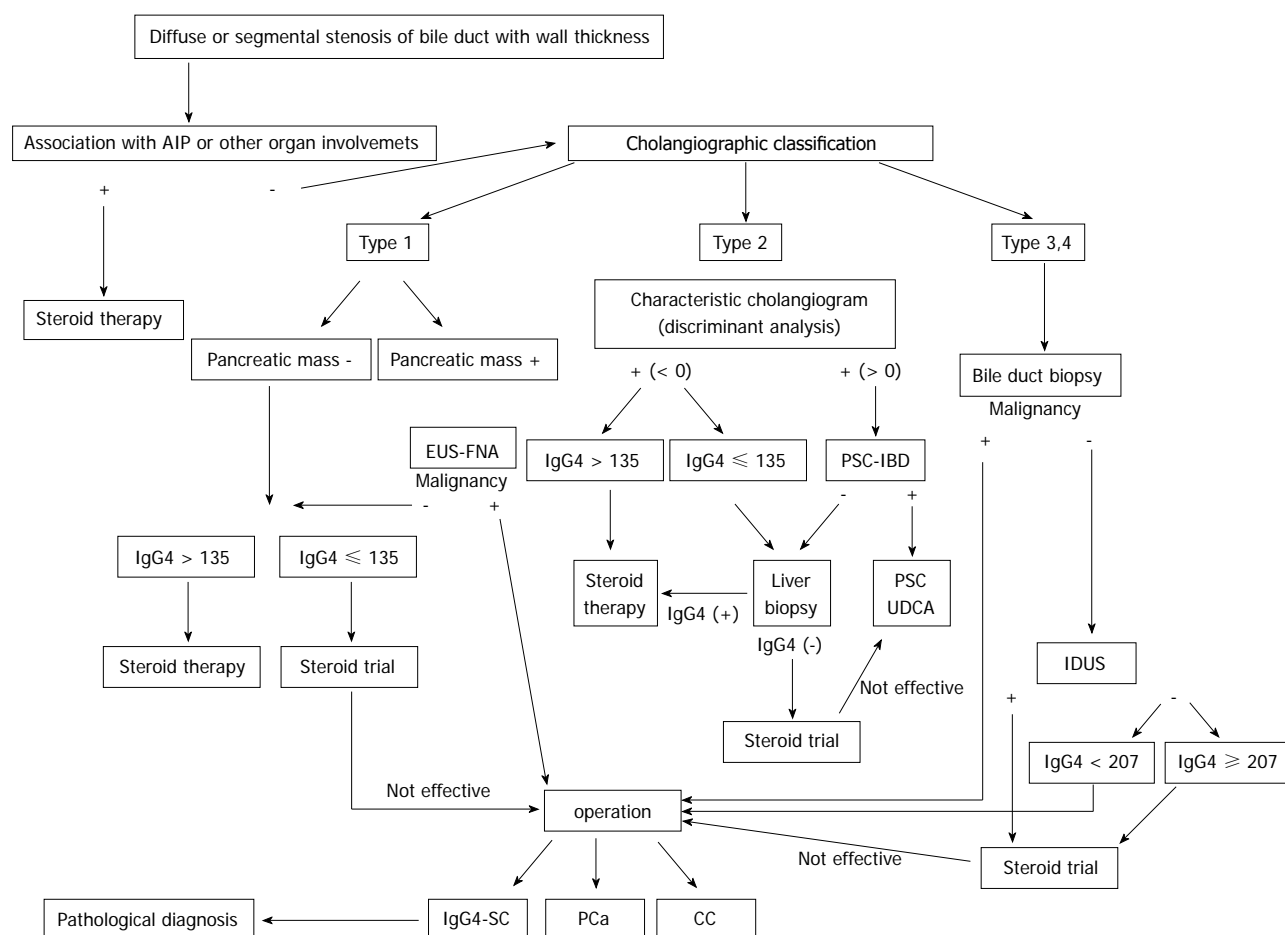 Diffuse or segmental stenosis of bile duct with wall thickness
Association with AIP or other organ involvemets
Cholangiographic classification
+
-
Type 1
Type 2
Type 3,4
Steroid therapy
Characteristic cholangiogram
(discriminant analysis)
Pancreatic mass -
Pancreatic mass +
+ (< 0)
+ (> 0)
Bile duct biopsy
Malignancy
+
-
EUS-FNA
Malignancy
-
+
IgG4 > 135
IgG4 ⩽ 135
PSC-IBD
-
+
IgG4 > 135
IgG4 ⩽ 135
Steroid
therapy
IgG4 (+)
Liver
biopsy
PSC
UDCA
IgG4 (-)
Steroid therapy
Steroid trial
Not effective
IDUS
+
-
Steroid trial
IgG4 < 207
IgG4 ⩾ 207
Not effective
operation
Not effective
Steroid trial
Pathological diagnosis
IgG4-SC
PCa
CC